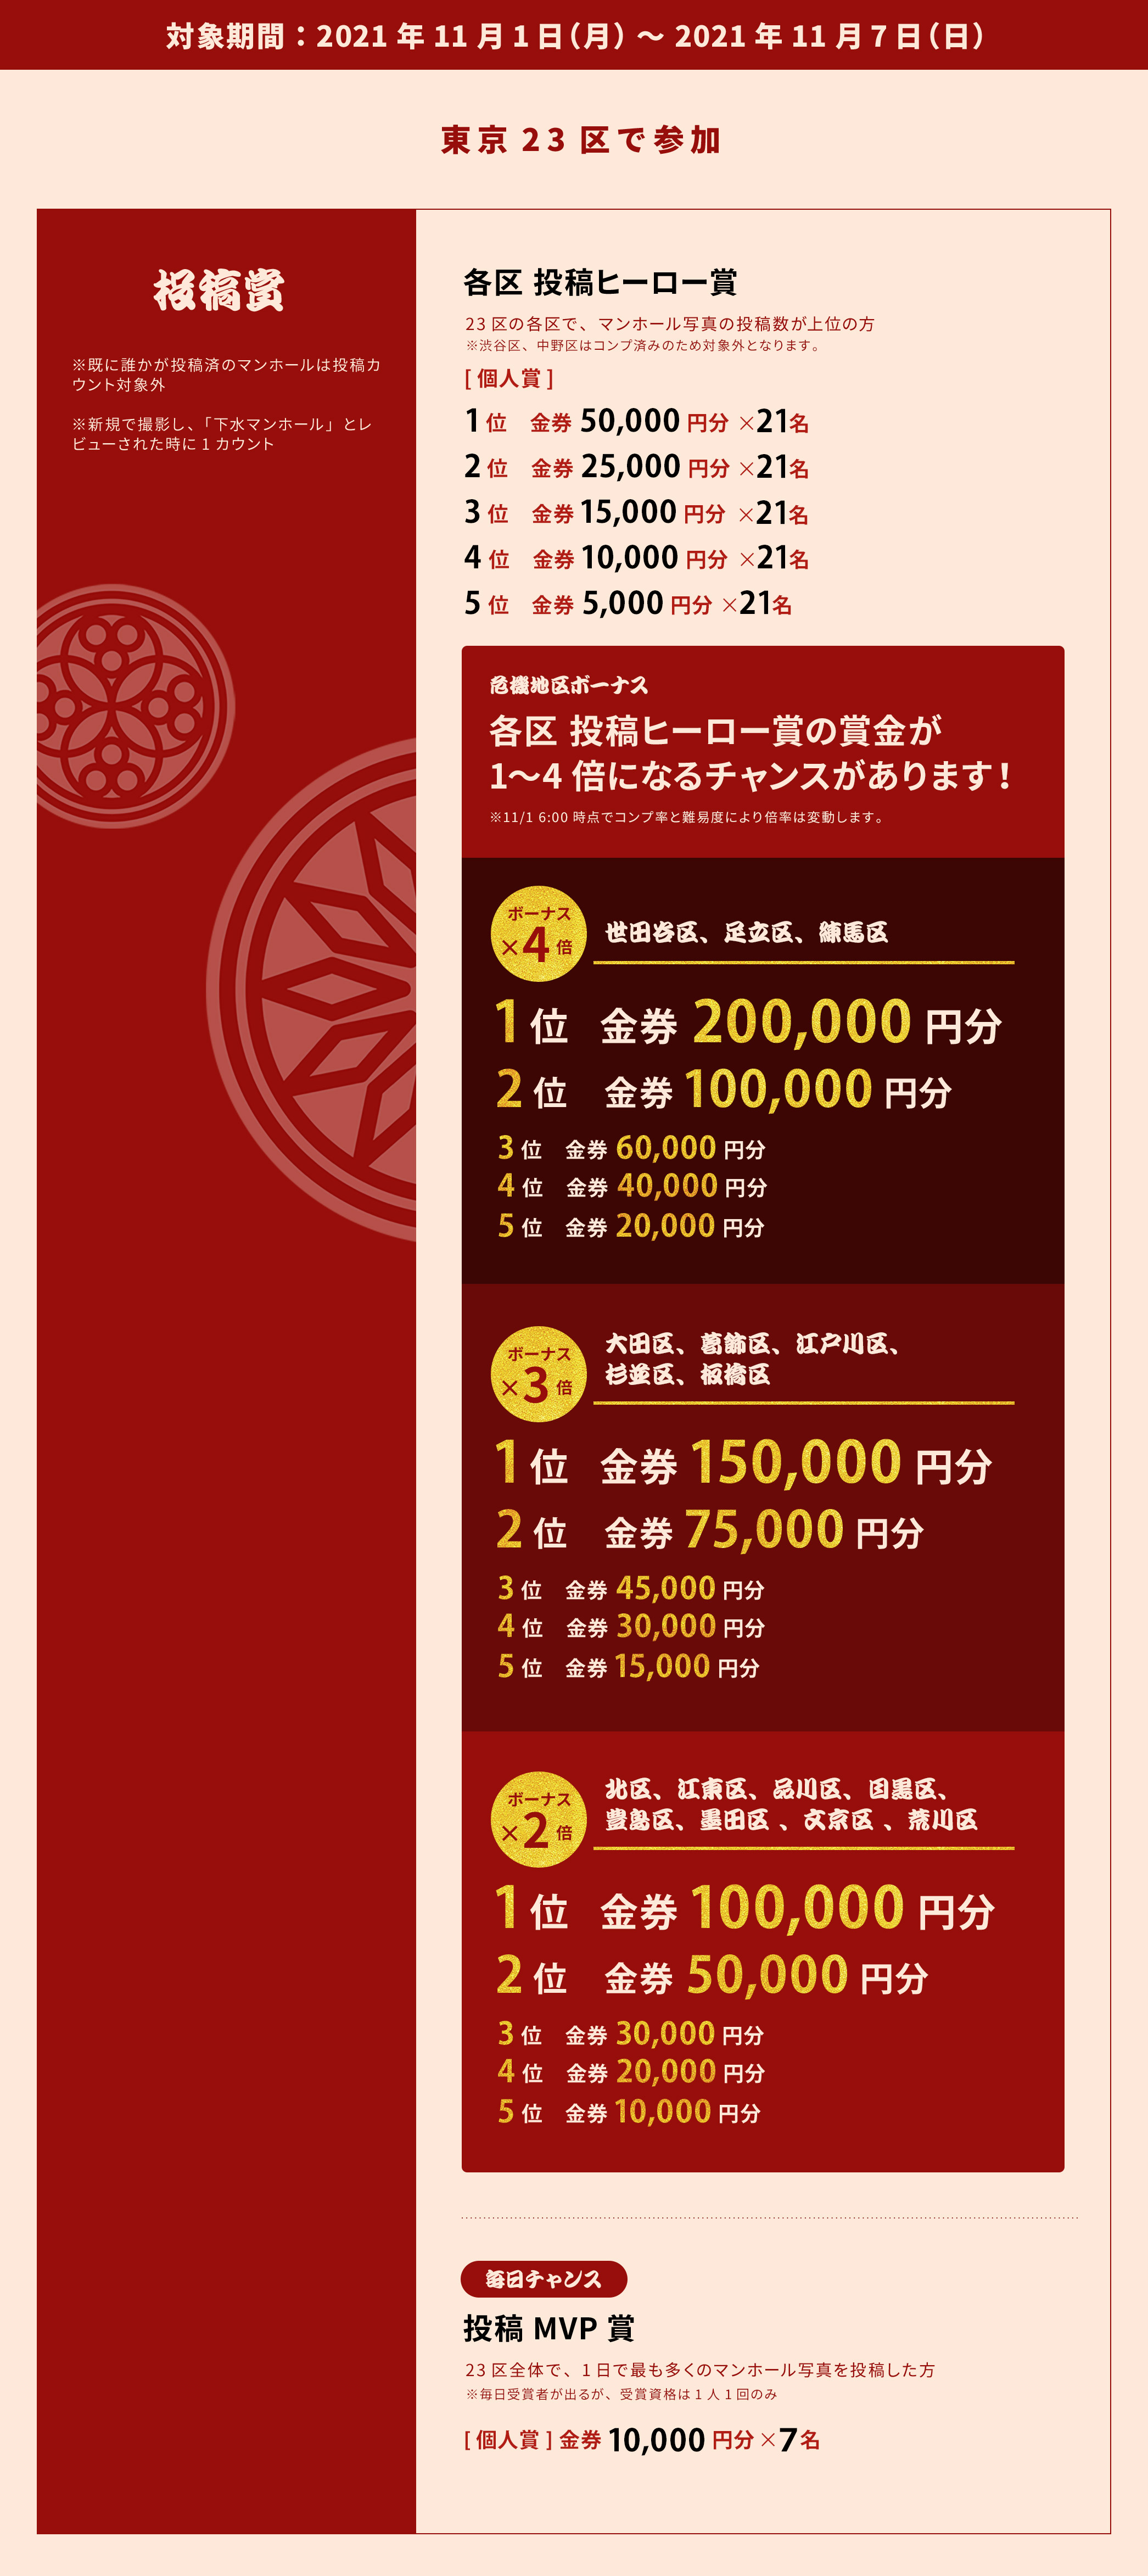 対象期間：2021年11月1日（月）～2021年11月7日（日）
東京23区で参加
投稿賞
※既に誰かが投稿済のマンホールは投稿カ
ウント対象外
※新規で撮影し、「下水マンホール」とレ
ビューされた時に1カウント
各区 投稿ヒーロー賞
23区の各区で、マンホール写真の投稿数が上位の方
※渋谷区、中野区はコンプ済みのため対象外となります。
[ 個人賞 ]
1位 金券 50,000 円分 ×21名
2位 金券 25,000 円分 ×21名
3位 金券 15,000 円分 ×21名
4位 金券 10,000 円分 ×21名
5位 金券 5,000 円分 ×21名
危機地区ボーナス
各区 投稿ヒーロー賞の賞金が
1～4倍になるチャンスがあります！
※11/1 6:00 時点でコンプ率と難易度により倍率は変動します。
ボーナス
×4倍
世田谷区、足立区、練馬区
1位 金券 200,000 円分
2位 金券 100,000 円分
3位 金券 60,000 円分
4位 金券 40,000 円分
5位 金券 20,000 円分
ボーナス
×3倍
大田区、葛飾区、江戸川区、
杉並区、板橋区
1位 金券 150,000 円分
2位 金券 75,000 円分
3位 金券 45,000 円分
4位 金券 30,000 円分
5位 金券 15,000 円分
ボーナス
×2倍
北区、江東区、品川区、目黒区、
豊島区、墨田区 、文京区 、荒川区
1位 金券 100,000 円分
2位 金券 50,000 円分
3位 金券 30,000 円分
4位 金券 20,000 円分
5位 金券 10,000 円分
毎日チャンス
投稿 MVP 賞
23区全体で、1日で最も多くのマンホール写真を投稿した方
※毎日受賞者が出るが、受賞資格は1人1回のみ
[ 個人賞 ] 金券 10,000 円分 ×7名